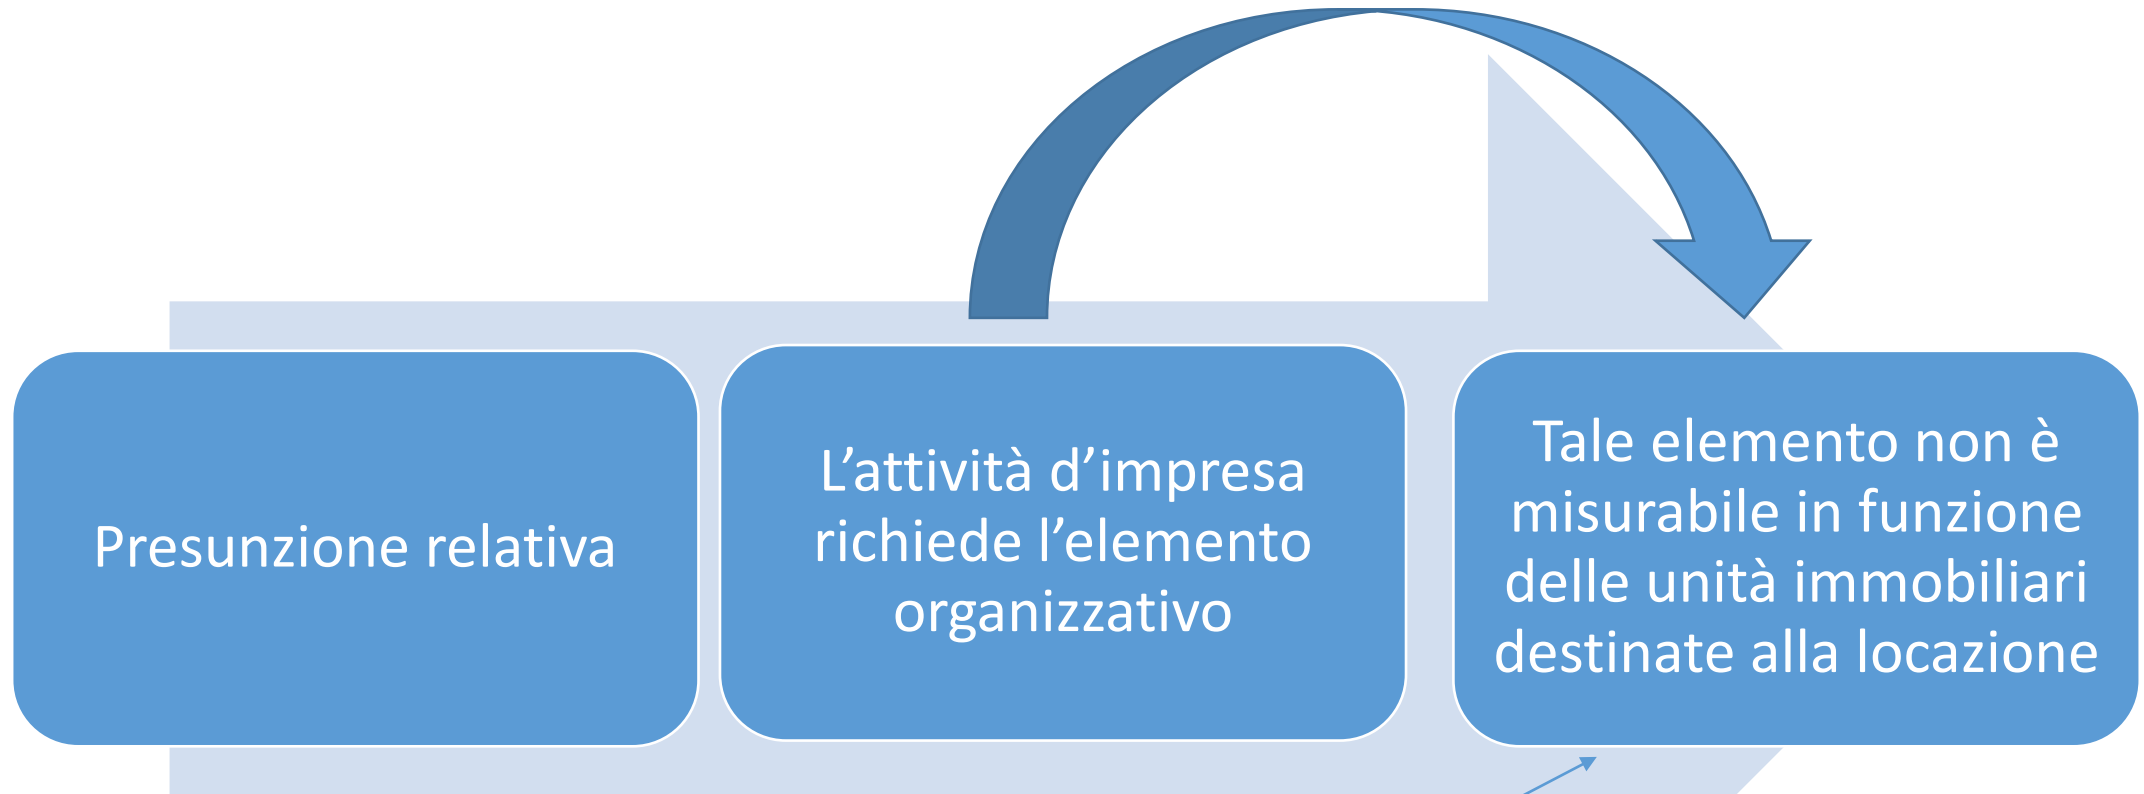 Presunzione relativa
L’attività d’impresa
richiede l’elemento
organizzativo
Tale elemento non è
misurabile in funzione
delle unità immobiliari
destinate alla locazione